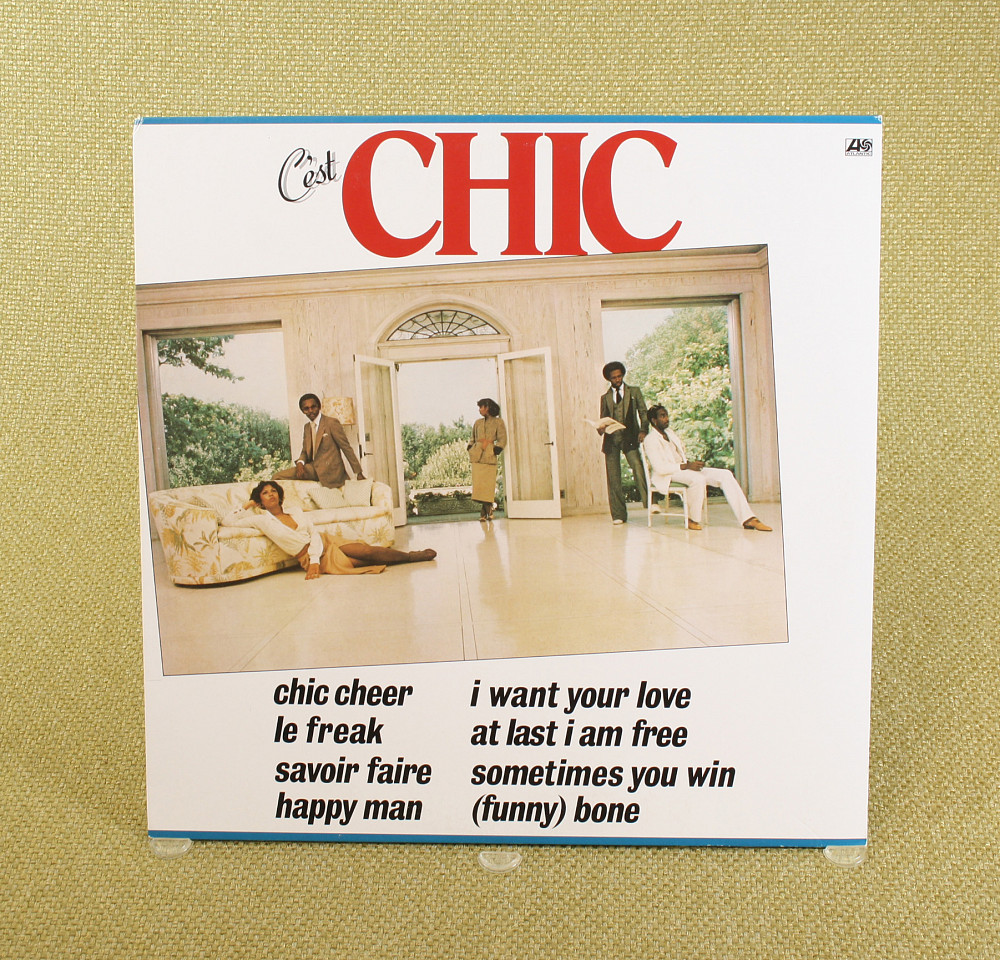 C'est CHIC
ATLANTIC
chic cheer
le freak
savoir faire
happy man
i want your love
at last i am free
sometimes you win
(funny) bone